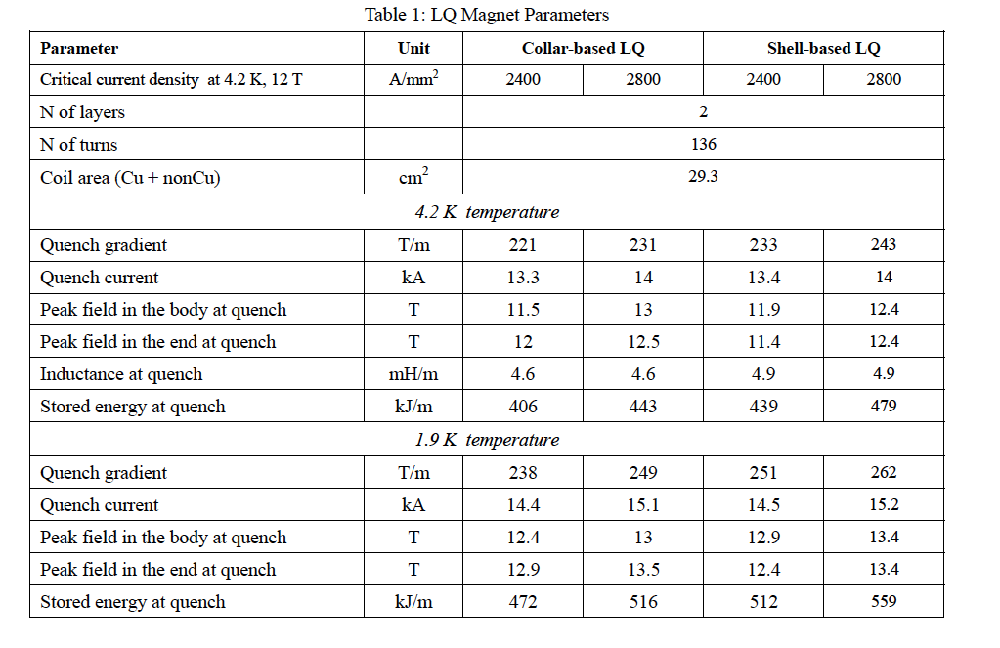 Table 1: LQ Magnet Parameters
Parameter Unit Collar-based LQ Shell-based LQ
Critical current density at 4.2 K, 12 T A/mm² 2400 2800 2400 2800
N of layers 2
N of turns 136
Coil area (Cu + nonCu) cm² 29.3
4.2 K temperature
Quench gradient T/m 221 231 233 243
Quench current kA 13.3 14 13.4 14
Peak field in the body at quench T 11.5 13 11.9 12.4
Peak field in the end at quench T 12 12.5 11.4 12.4
Inductance at quench mH/m 4.6 4.6 4.9 4.9
Stored energy at quench kJ/m 406 443 439 479
1.9 K temperature
Quench gradient T/m 238 249 251 262
Quench current kA 14.4 15.1 14.5 15.2
Peak field in the body at quench T 12.4 13 12.9 13.4
Peak field in the end at quench T 12.9 13.5 12.4 13.4
Stored energy at quench kJ/m 472 516 512 559